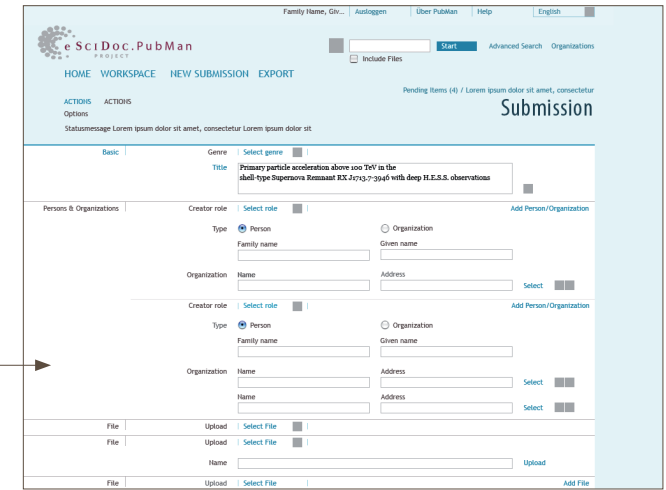 Family Name, Giv... Ausloggen Über PubMan Help English
eSciDoc.PubMan
PROJECT
Start Advanced Search Organizations
Include Files
HOME WORKSPACE NEW SUBMISSION EXPORT
Pending Items (4) / Lorem ipsum dolor sit amet, consectetur
ACTIONS ACTIONS
Submission
Options
Statusmessage Lorem ipsum dolor sit amet, consectetur Lorem ipsum dolor sit
Basic Genre Select genre
Title Primary particle acceleration above 100 TeV in the
shell-type Supernova Remnant RX J1713.7-3946 with deep H.E.S.S. observations
Persons & Organizations Creator role Select role Add Person/Organization
Type Person Organization
Family name Given name
Organization Name Address
Select
Creator role Select role Add Person/Organization
Type Person Organization
Family name Given name
Organization Name Address
Select
Name Address
Select
File Upload Select File
File Upload Select File
Name Upload
File Upload Select File Add File